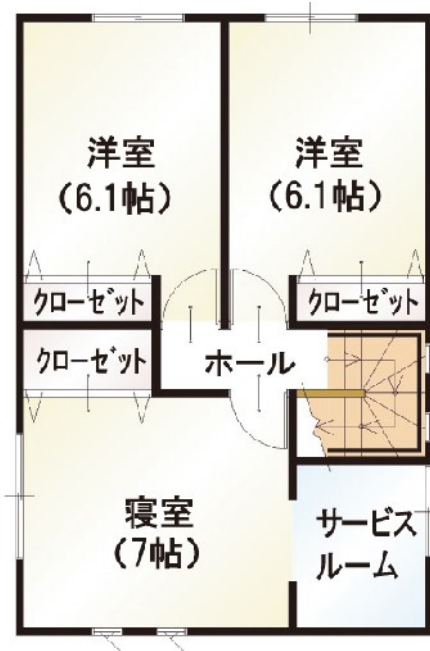 洋室
(6.1帖)
洋室
(6.1帖)
クローゼット
クローゼット
クローゼット
ホール
寝室
(7帖)
サービス
ルーム